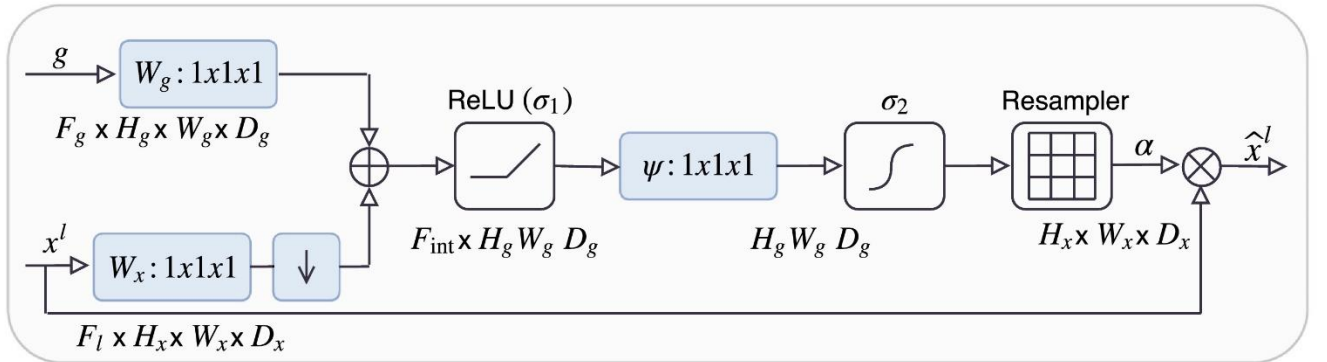 g
W_g : 1x1x1
F_g x H_g x W_g x D_g
x^l
W_x : 1x1x1
↓
F_l x H_x x W_x x D_x
ReLU (σ_1)
F_int x H_g W_g D_g
ψ : 1x1x1
H_g W_g D_g
σ_2
Resampler
α
H_x x W_x x D_x
x̂^l